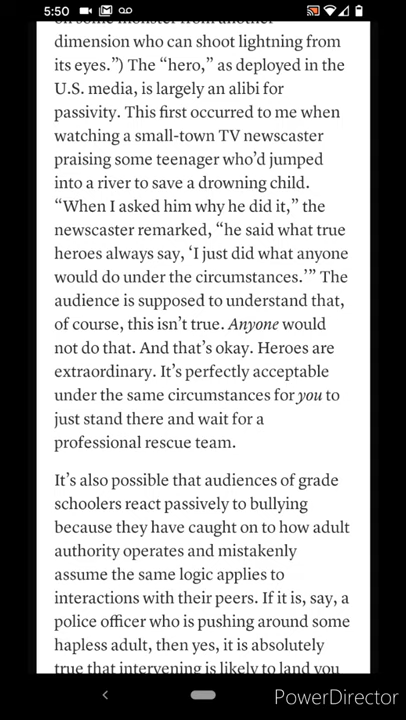 5:50
on some monster from another
dimension who can shoot lightning from
its eyes.”) The “hero,” as deployed in the
U.S. media, is largely an alibi for
passivity. This first occurred to me when
watching a small-town TV newscaster
praising some teenager who’d jumped
into a river to save a drowning child.
“When I asked him why he did it,” the
newscaster remarked, “he said what true
heroes always say, ‘I just did what anyone
would do under the circumstances.’” The
audience is supposed to understand that,
of course, this isn’t true. Anyone would
not do that. And that’s okay. Heroes are
extraordinary. It’s perfectly acceptable
under the same circumstances for you to
just stand there and wait for a
professional rescue team.
It’s also possible that audiences of grade
schoolers react passively to bullying
because they have caught on to how adult
authority operates and mistakenly
assume the same logic applies to
interactions with their peers. If it is, say, a
police officer who is pushing around some
hapless adult, then yes, it is absolutely
true that intervening is likely to land you
PowerDirector